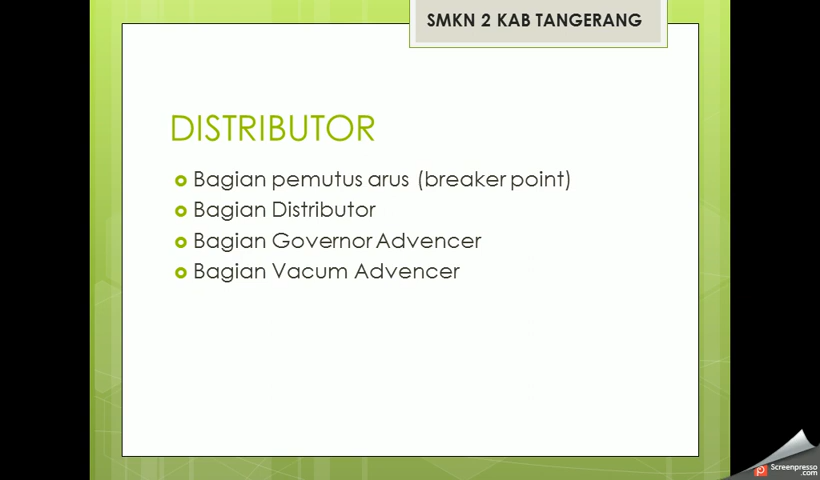 SMKN 2 KAB TANGERANG
DISTRIBUTOR
Bagian pemutus arus (breaker point)
Bagian Distributor
Bagian Governor Advencer
Bagian Vacum Advencer
Screenpresso
.com